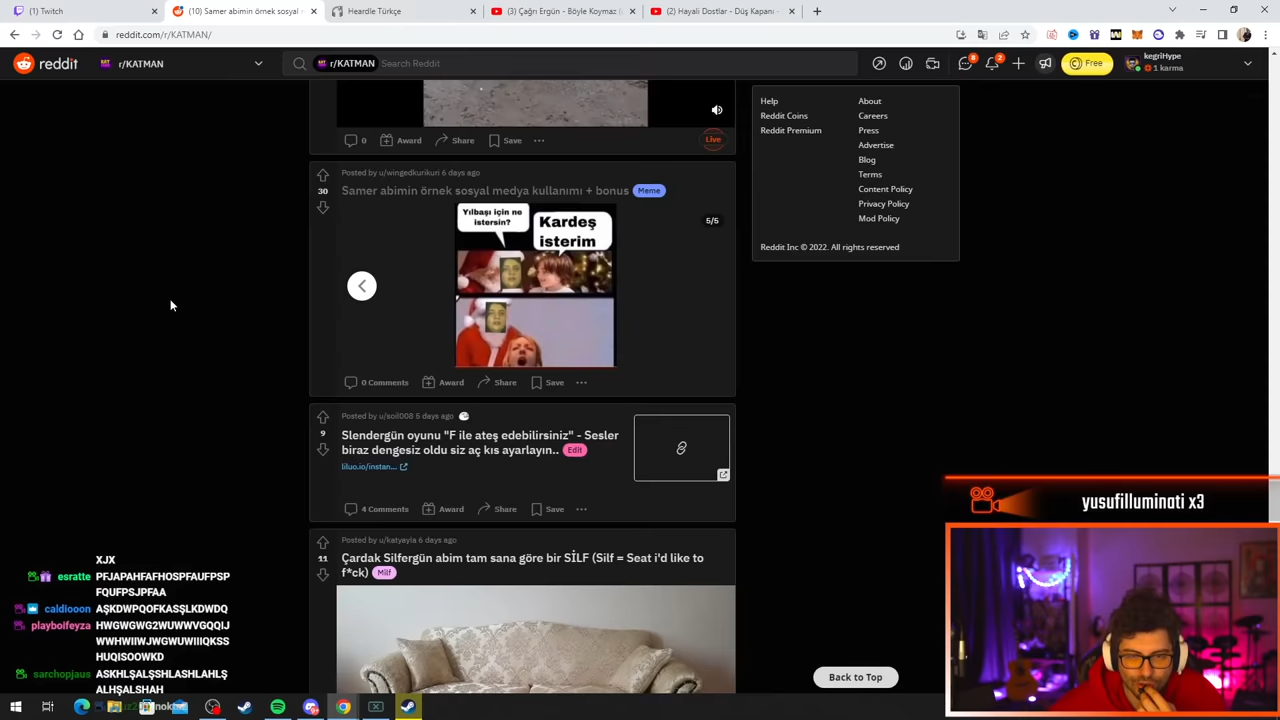 (1) Twitch
(10) Samer abimin örnek sosyal m
Heardle Türkçe
(3) Çağrı Ergün - Böyle Koymaz (
(2) Hayali Dostlar - Düş Kapanı -
reddit.com/r/KATMAN/
reddit
r/KATMAN
r/KATMAN
Search Reddit
Free
kegriHype
1 karma
8
2
0
Award
Share
Save
Live
Help
About
Reddit Coins
Careers
Reddit Premium
Press
Advertise
Blog
Terms
Content Policy
Privacy Policy
Mod Policy
Reddit Inc © 2022. All rights reserved
Posted by u/wingedkurikuri 6 days ago
30
Samer abimin örnek sosyal medya kullanımı + bonus Meme
Yılbaşı için ne
istersin?
Kardeş
isterim
5/5
0 Comments
Award
Share
Save
Posted by u/soil008 5 days ago
9
Slendergün oyunu "F ile ateş edebilirsiniz" - Sesler
biraz dengesiz oldu siz aç kıs ayarlayın.. Edit
liluo.io/instan...
4 Comments
Award
Share
Save
Posted by u/katyayla 6 days ago
11
Çardak Silfergün abim tam sana göre bir SİLF (Silf = Seat i'd like to
f*ck) Milf
Back to Top
yusufilluminati x3
XJX
esratte PFJAPAHFAFHOSPFAUFPSP
FQUFPSJPFAA
caldiooon AŞKDWPQOFKASŞLKDWDQ
playboifeyza HWGWGWG2WUWWVGQQIJ
WWHWIIWJWGWUWIIIQKSS
HUQISOOWKD
sarchopjaus ASKHLŞALŞSHLASHLAHLŞ
ALHŞALSHAH